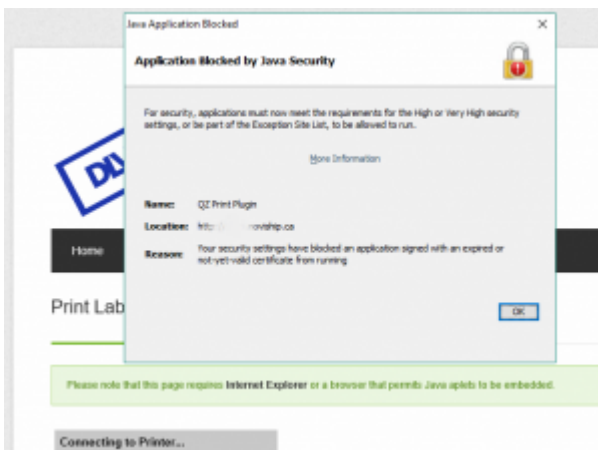 Java Application Blocked
Application Blocked by Java Security
For security, applications must now meet the requirements for the High or Very High security
settings, or be part of the Exception Site List, to be allowed to run.
More Information
Name: QZ Print Plugin
Location: http:
Reason: Your security settings have blocked an application signed with an expired or
not-yet-valid certificate from running
OK
Home
Print Lab
Please note that this page requires Internet Explorer or a browser that permits Java aplets to be embedded.
Connecting to Printer...